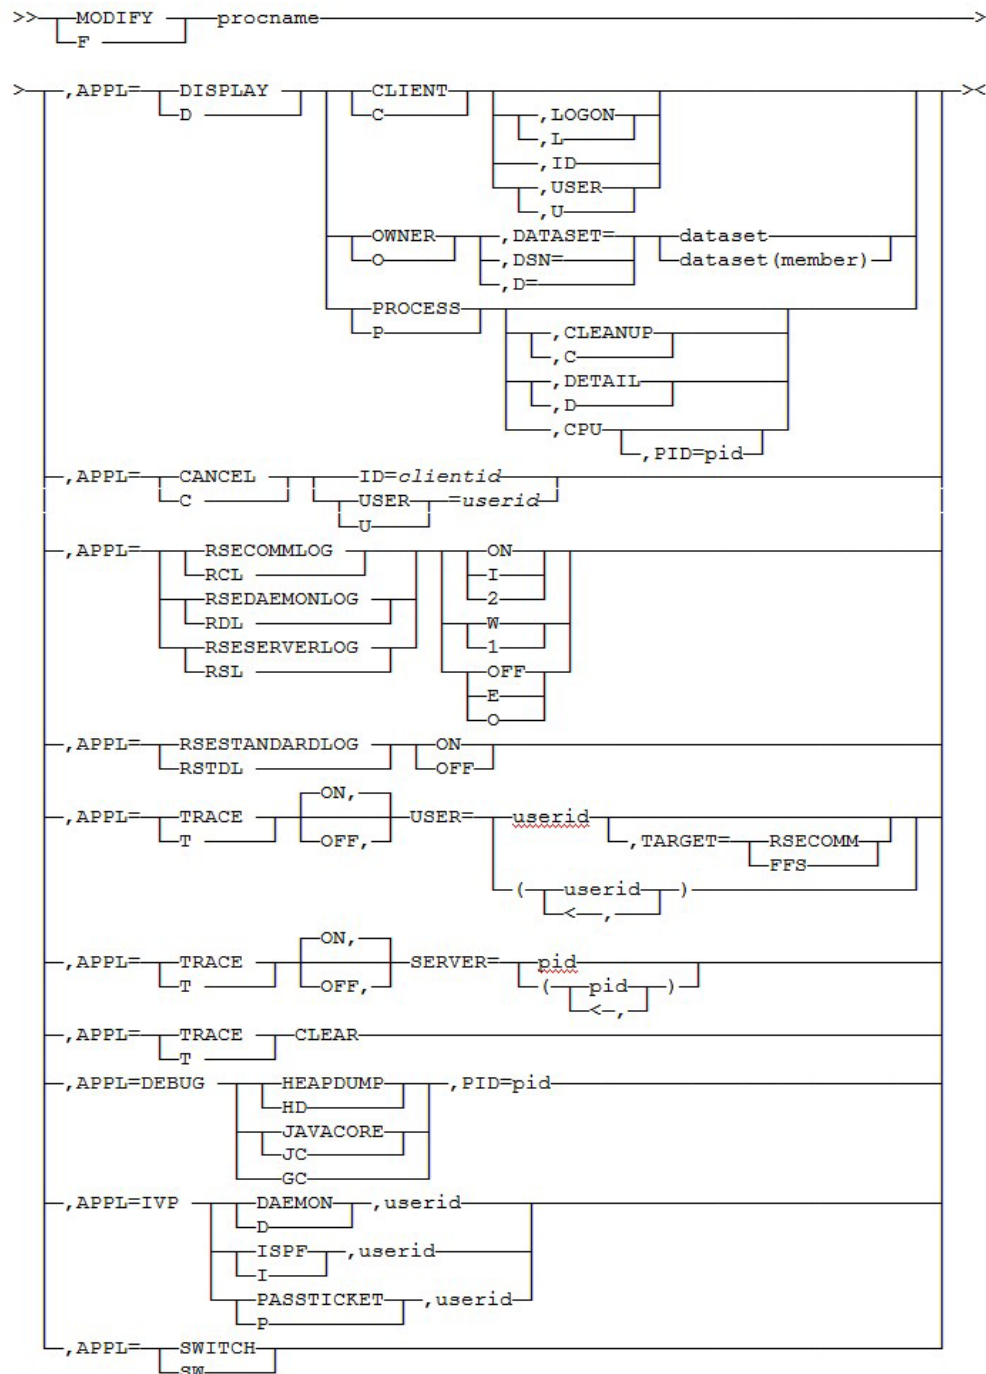 >> MODIFY procname >
F
> ,APPL= DISPLAY CLIENT ><
D C ,LOGON
,L
,ID
,USER
,U
OWNER ,DATASET= dataset
O ,DSN= dataset(member)
,D=
PROCESS
P ,CLEANUP
,C
,DETAIL
,D
,CPU
,PID=pid
,APPL= CANCEL ID=clientid
C USER =userid
U
,APPL= RSECOMMLOG ON
RCL I
RSEDAEMONLOG 2
RDL W
RSESERVERLOG 1
RSL OFF
E
O
,APPL= RSESTANDARDLOG ON
RSTDL OFF
ON,
,APPL= TRACE USER= userid
T OFF, ,TARGET= RSECOMM
FFS
( userid )
< ,
ON,
,APPL= TRACE SERVER= pid
T OFF, ( pid )
< ,
,APPL= TRACE CLEAR
T
,APPL=DEBUG HEAPDUMP ,PID=pid
HD
JAVACORE
JC
GC
,APPL=IVP DAEMON ,userid
D
ISPF ,userid
I
PASSTICKET ,userid
P
,APPL= SWITCH
SW